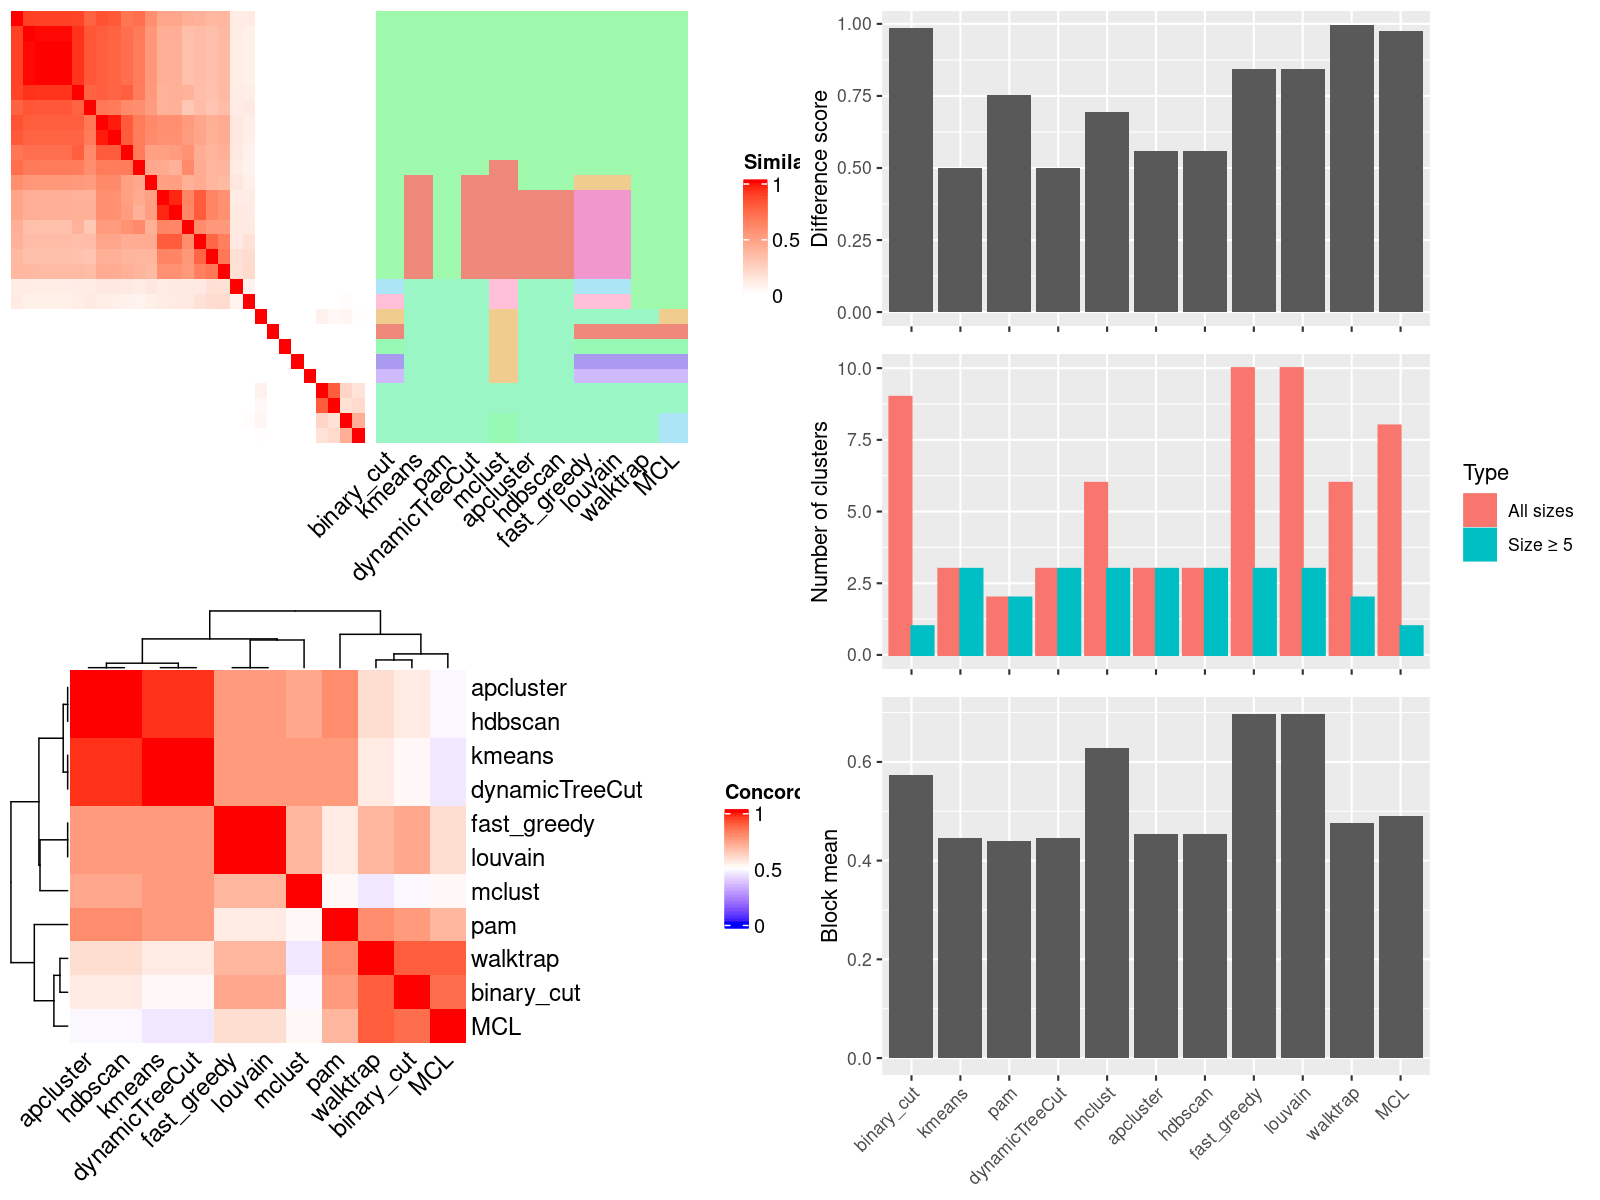 Simila
1
0.5
0
binary_cut
kmeans
pam
dynamicTreeCut
mclust
apcluster
hdbscan
fast_greedy
louvain
walktrap
MCL
apcluster
hdbscan
kmeans
dynamicTreeCut
fast_greedy
louvain
mclust
pam
walktrap
binary_cut
MCL
apcluster
hdbscan
kmeans
dynamicTreeCut
fast_greedy
louvain
mclust
pam
walktrap
binary_cut
MCL
Concord
1
0.5
0
Difference score
1.00
0.75
0.50
0.25
0.00
Number of clusters
10.0
7.5
5.0
2.5
0.0
Type
All sizes
Size ≥ 5
Block mean
0.6
0.4
0.2
0.0
binary_cut
kmeans
pam
dynamicTreeCut
mclust
apcluster
hdbscan
fast_greedy
louvain
walktrap
MCL